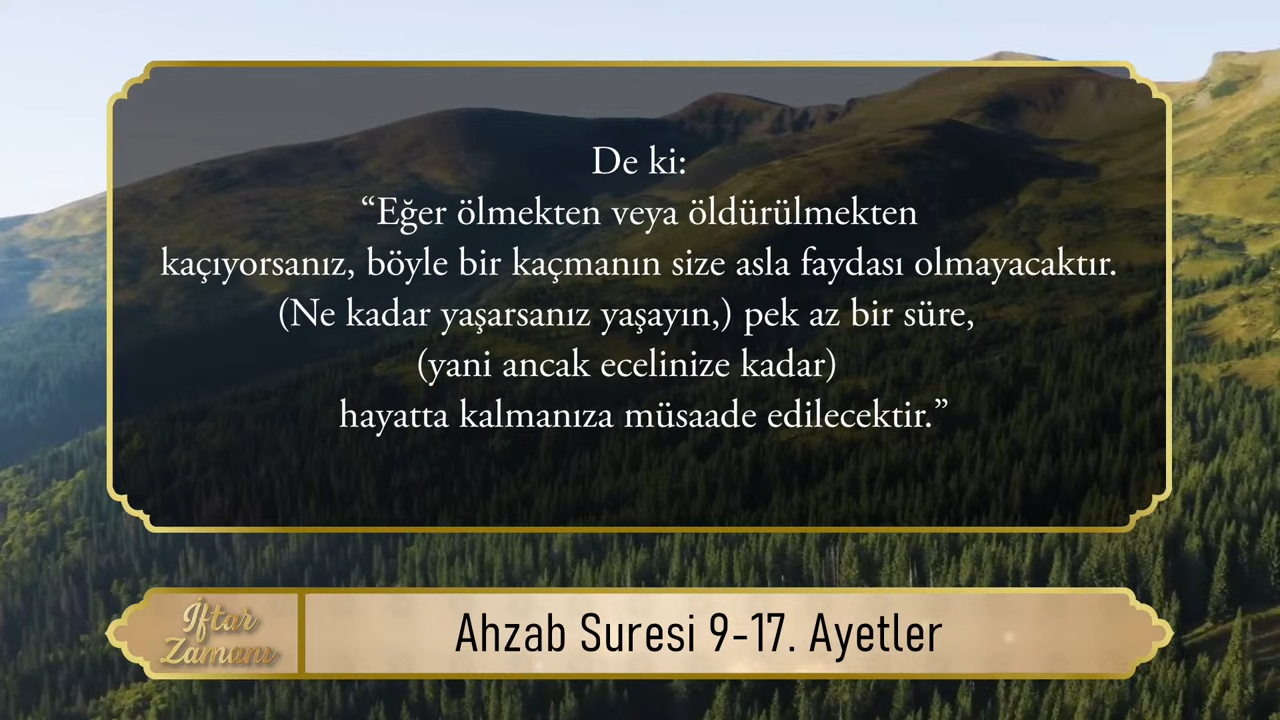 De ki:
“Eğer ölmekten veya öldürülmekten
kaçıyorsanız, böyle bir kaçmanın size asla faydası olmayacaktır.
(Ne kadar yaşarsanız yaşayın,) pek az bir süre,
(yani ancak ecelinize kadar)
hayatta kalmanıza müsaade edilecektir.”
İftar
Zamanı
Ahzab Suresi 9-17. Ayetler